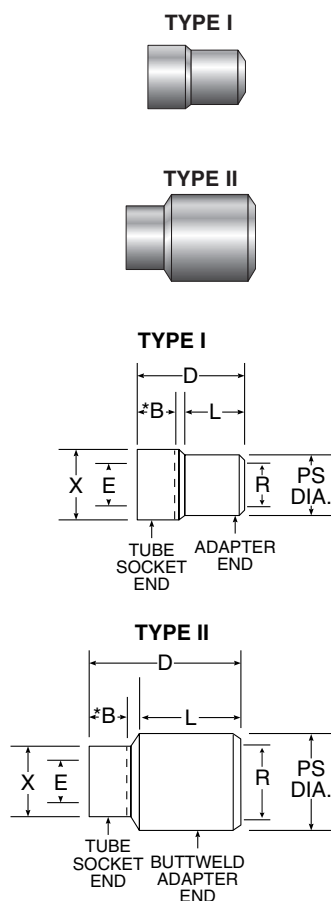 TYPE I
TYPE II
TYPE I
D
*B
L
X
E
R
PS
DIA.
TUBE
SOCKET
END
ADAPTER
END
TYPE II
D
*B
L
X
E
R
PS
DIA.
TUBE
SOCKET
END
BUTTWELD
ADAPTER
END